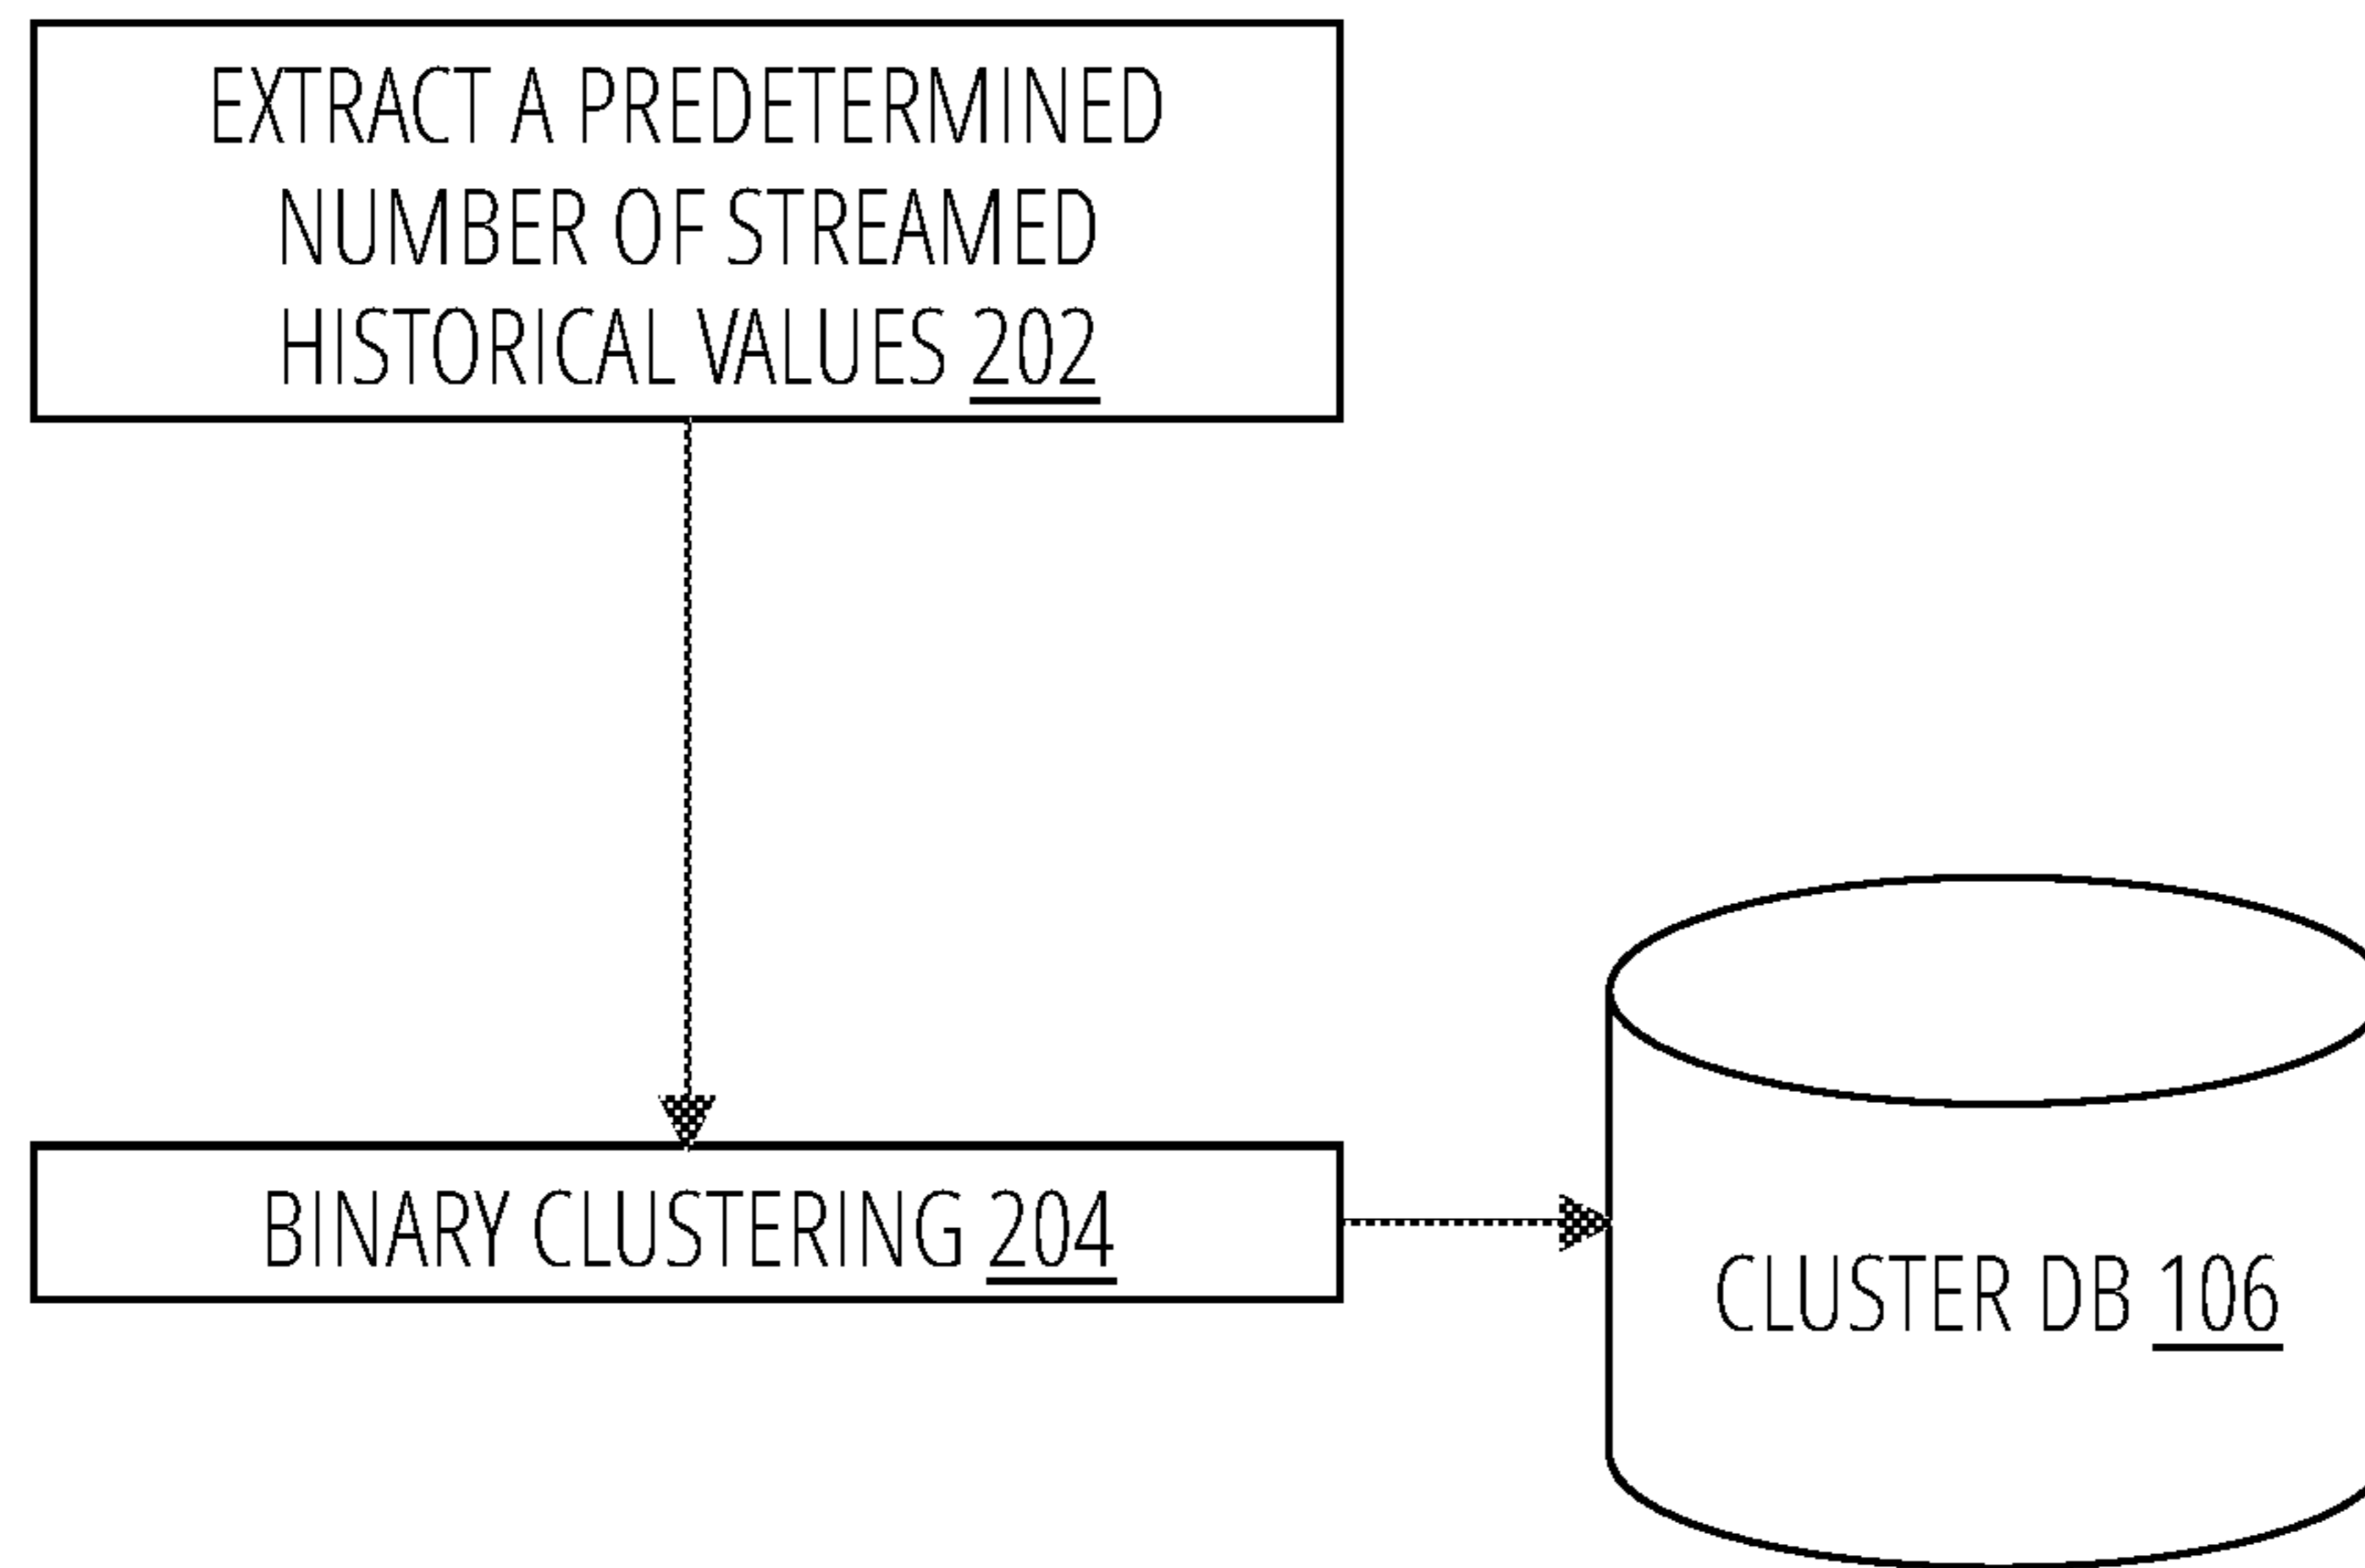 EXTRACT A PREDETERMINED
NUMBER OF STREAMED
HISTORICAL VALUES 202
BINARY CLUSTERING 204
CLUSTER DB 106